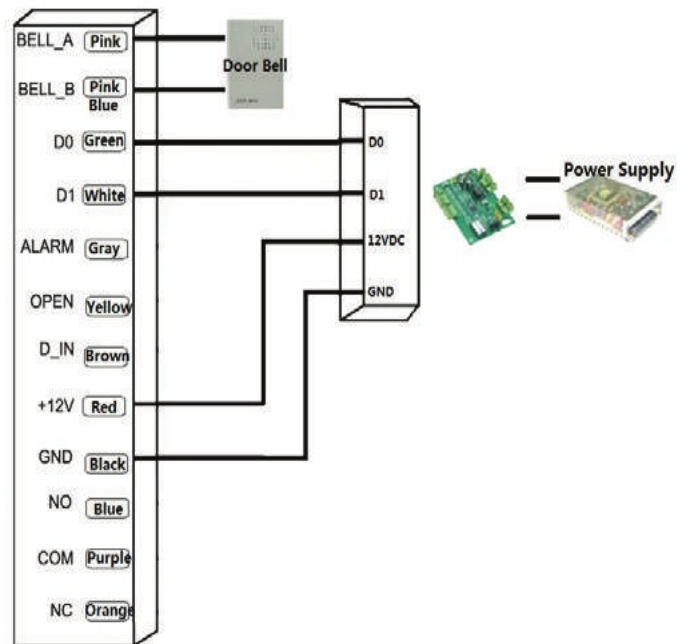 BELL_A Pink
BELL_B Pink
Blue
D0 Green
D1 White
ALARM Gray
OPEN Yellow
D_IN Brown
+12V Red
GND Black
NO Blue
COM Purple
NC Orange
Door Bell
D0
D1
12VDC
GND
Power Supply